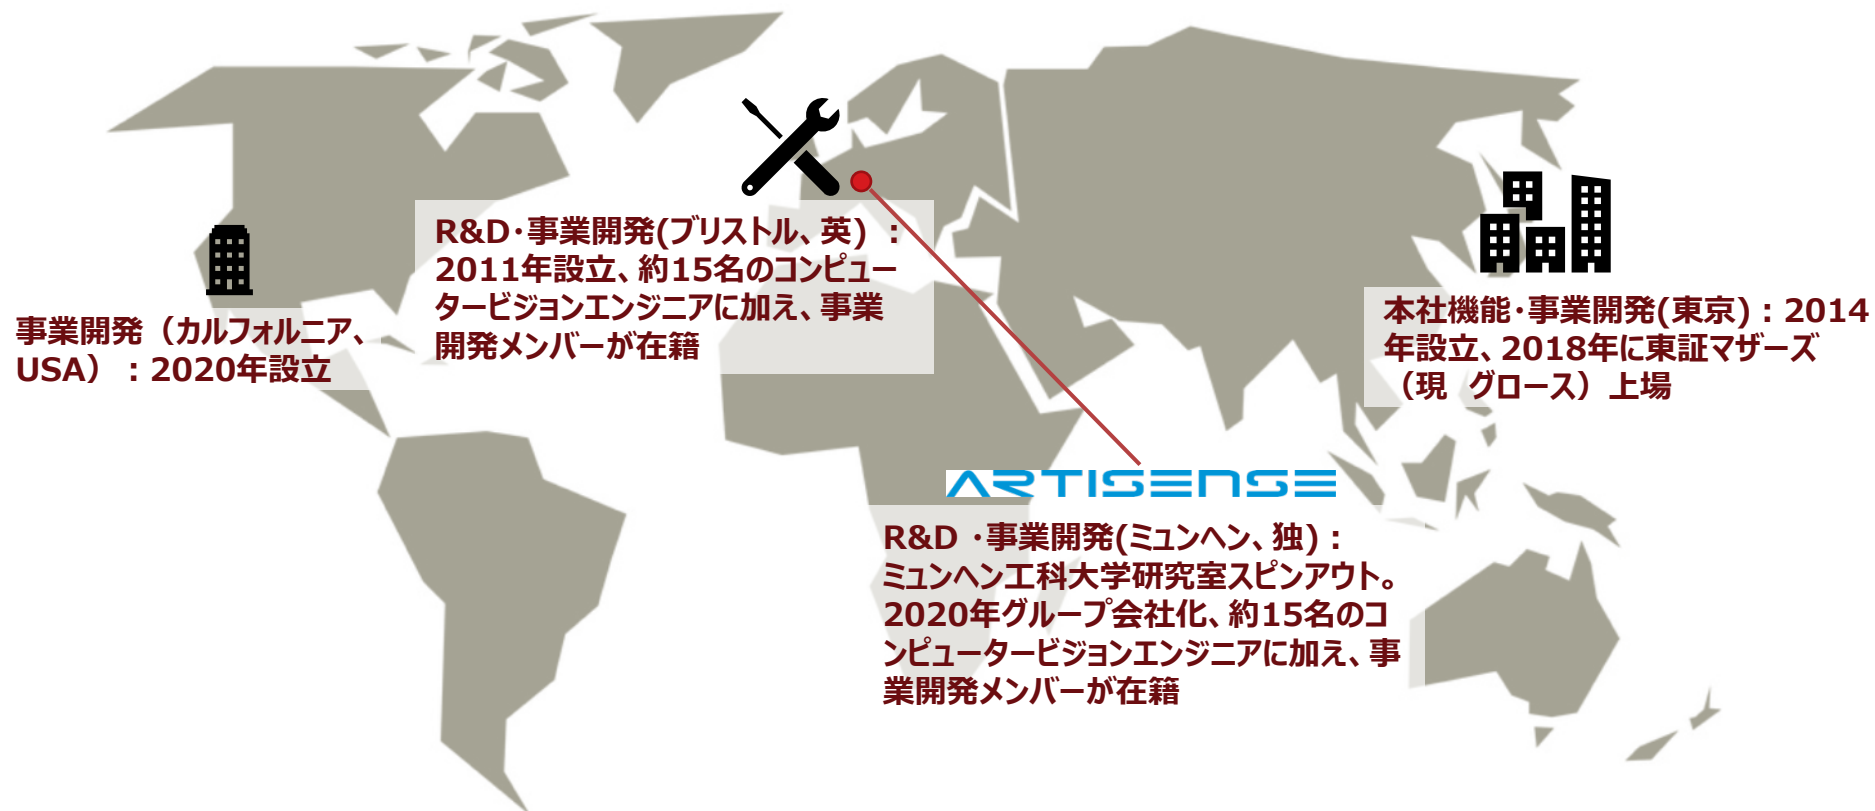 R&D・事業開発(ブリストル、英)：
2011年設立、約15名のコンピュー
タービジョンエンジニアに加え、事業
開発メンバーが在籍
事業開発（カルフォルニア、
USA）：2020年設立
本社機能・事業開発(東京)：2014
年設立、2018年に東証マザーズ
（現　グロース）上場
ARTISENSE
R&D ・事業開発(ミュンヘン、独)：
ミュンヘン工科大学研究室スピンアウト。
2020年グループ会社化、約15名のコ
ンピュータービジョンエンジニアに加え、事
業開発メンバーが在籍